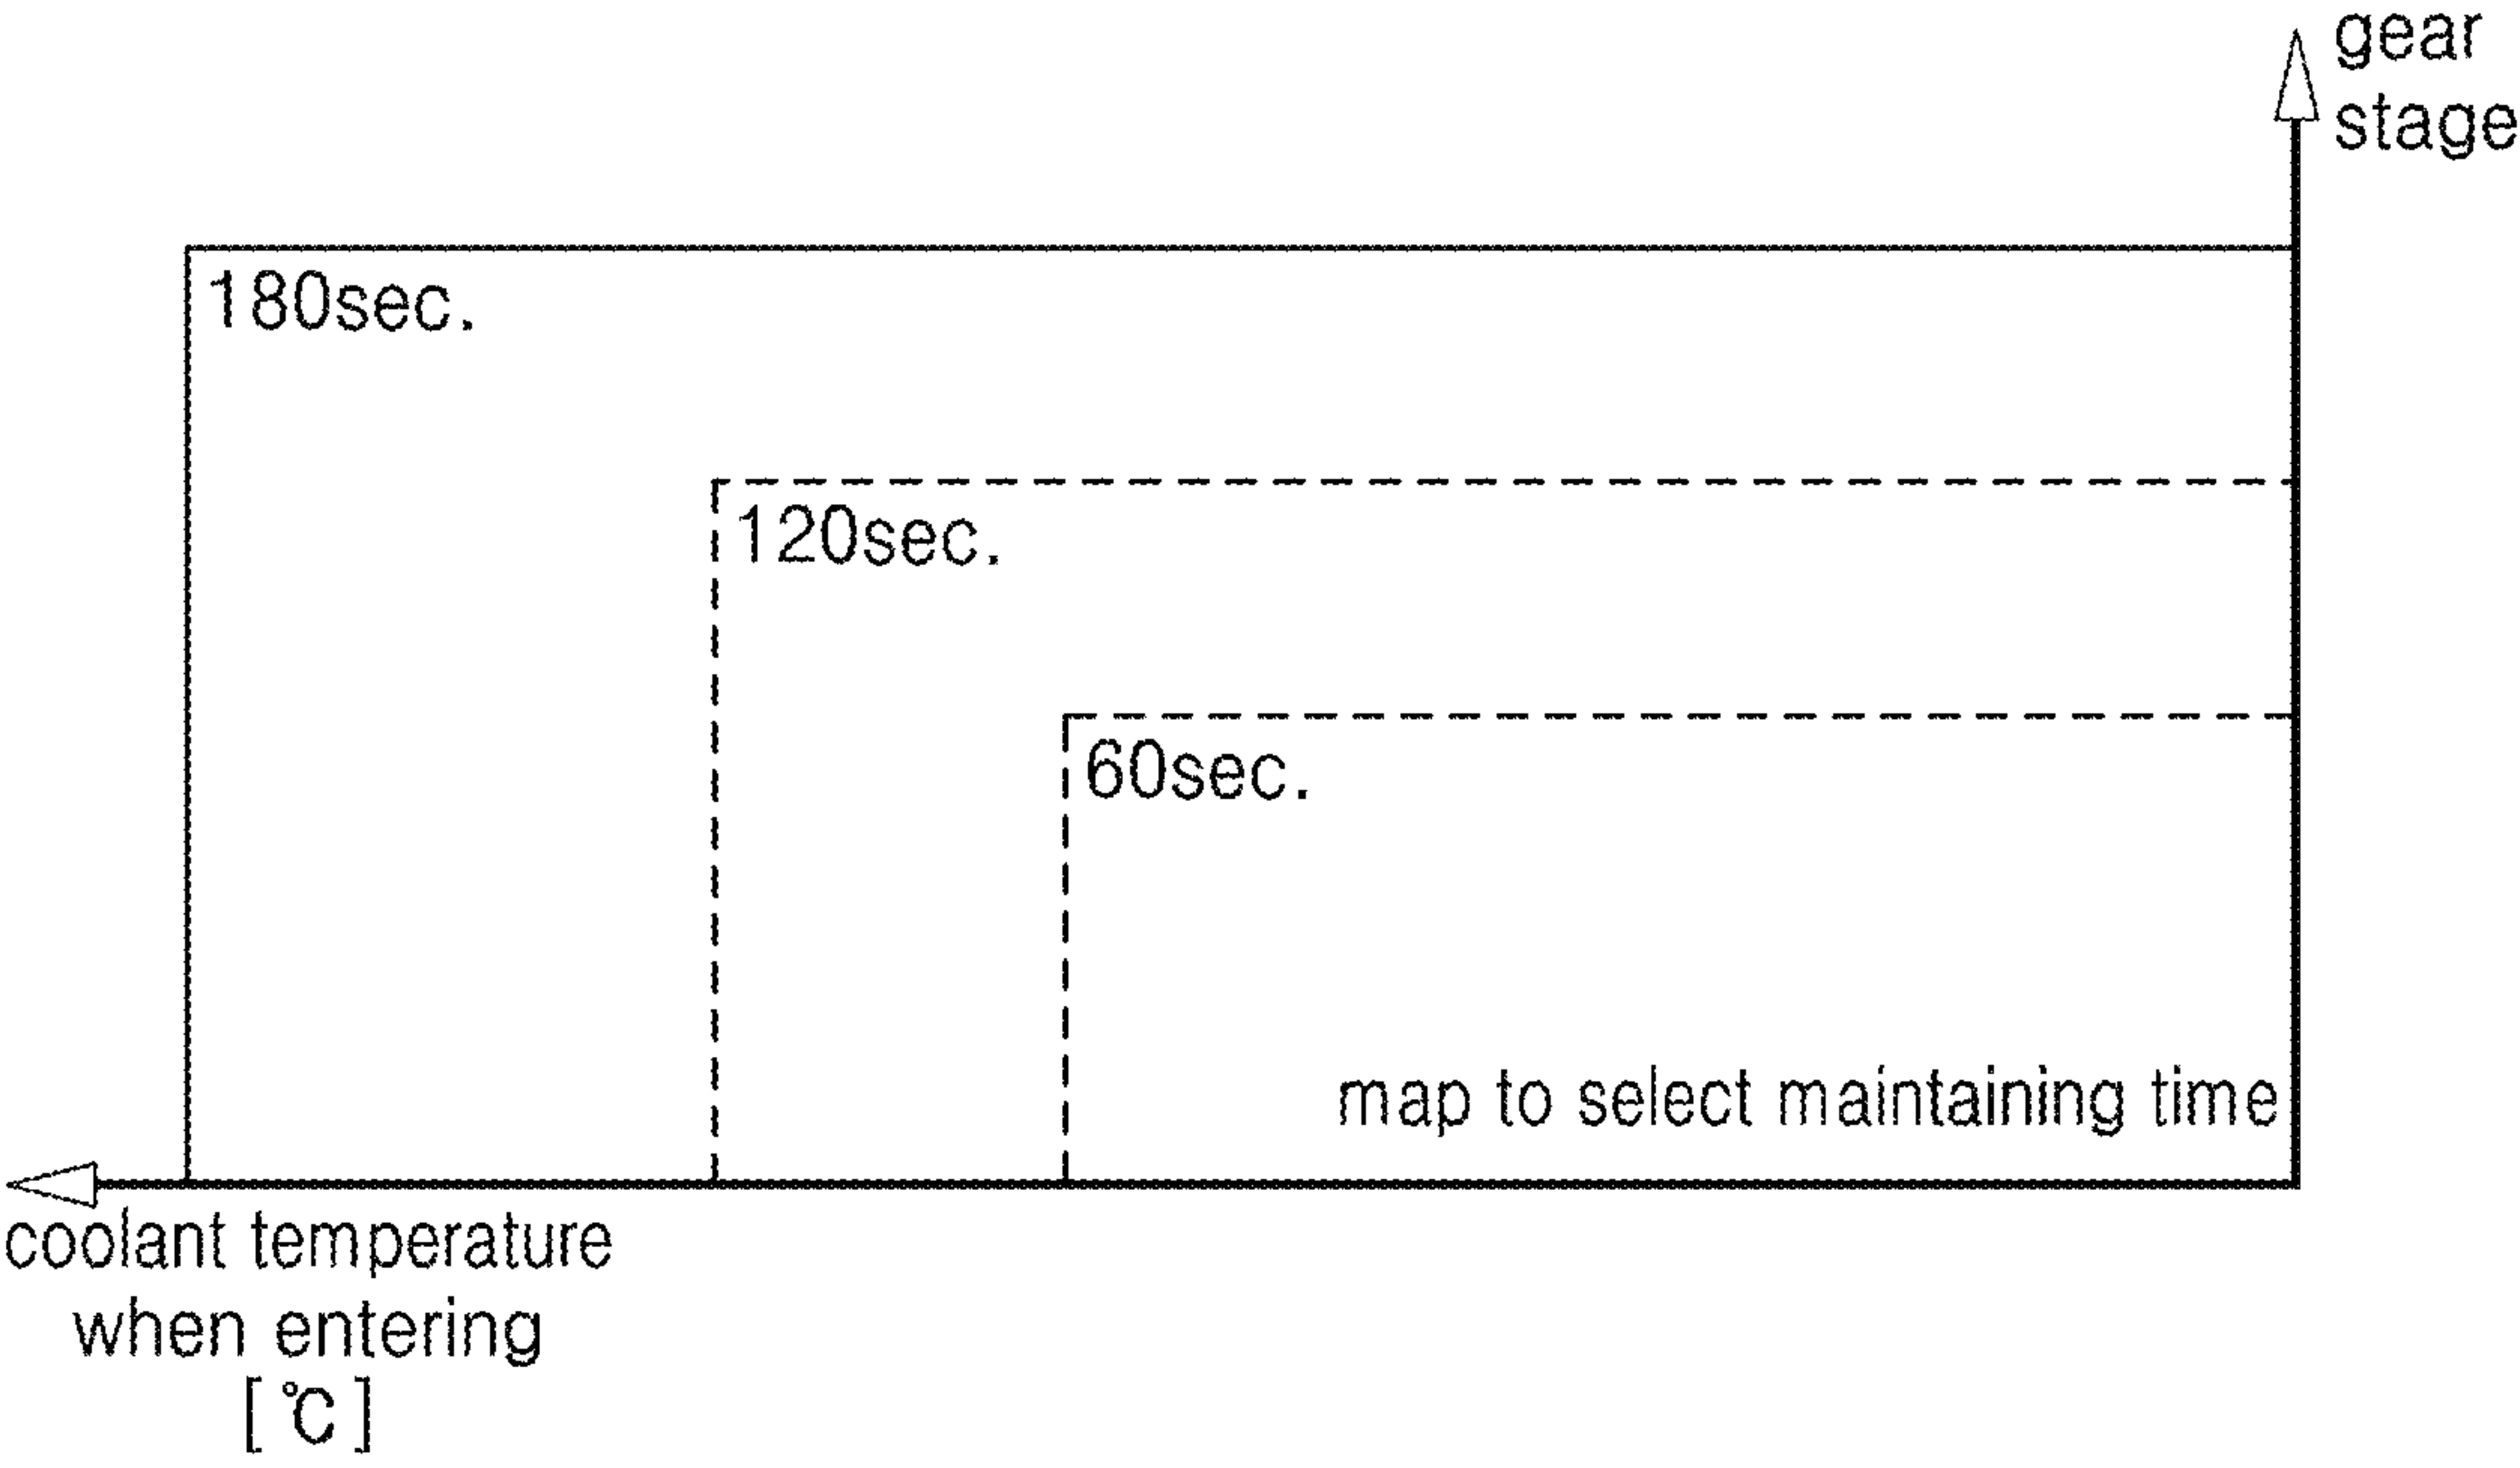 gear
stage
180sec.
120sec.
60sec.
map to select maintaining time
coolant temperature
when entering
[℃]